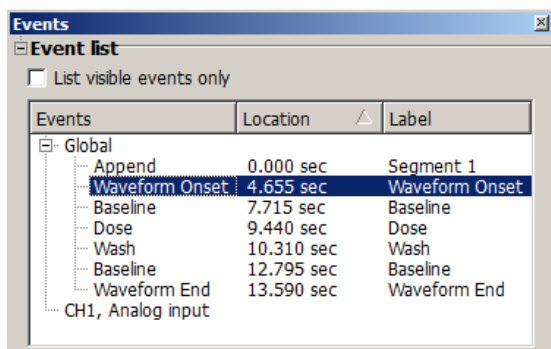 Events
Event list
List visible events only
Events Location Label
Global
Append 0.000 sec Segment 1
Waveform Onset 4.655 sec Waveform Onset
Baseline 7.715 sec Baseline
Dose 9.440 sec Dose
Wash 10.310 sec Wash
Baseline 12.795 sec Baseline
Waveform End 13.590 sec Waveform End
CH1, Analog input